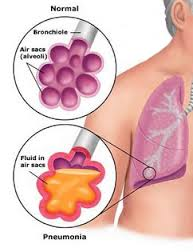 Normal
Bronchiole
Air sacs
(alveoli)
Fluid in
air sacs
Pneumonia